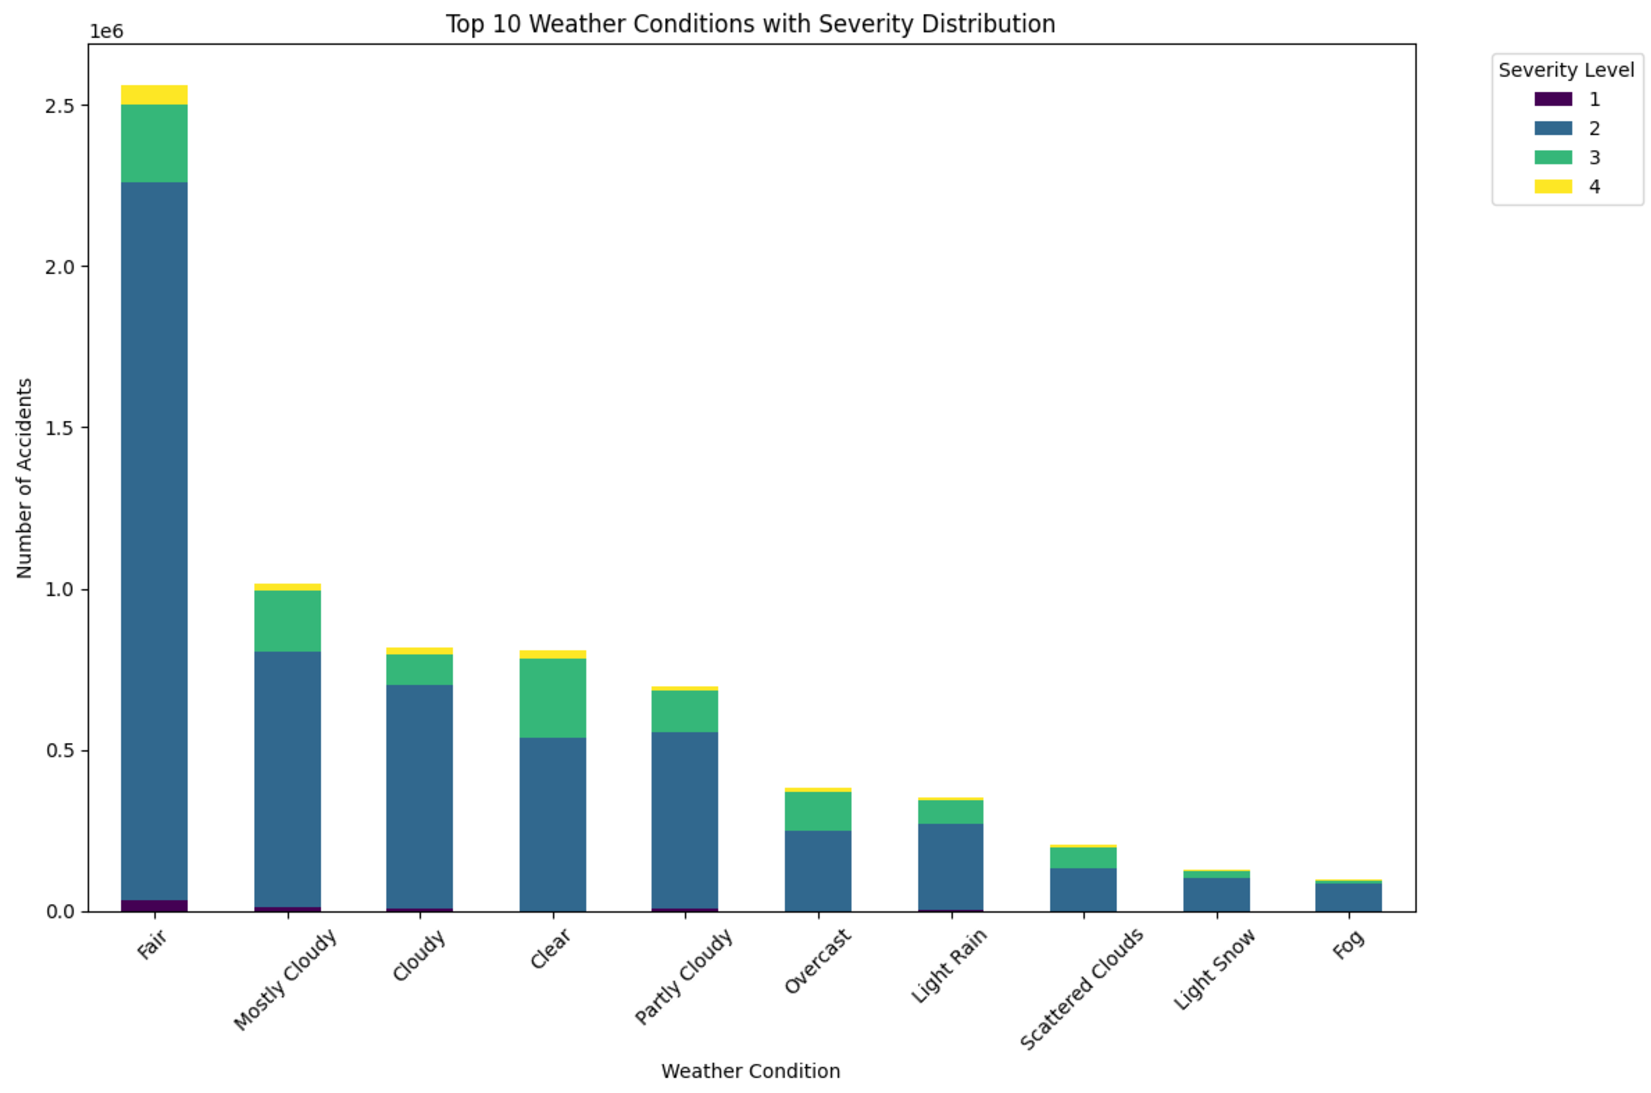 Top 10 Weather Conditions with Severity Distribution
1e6
Severity Level
1
2
3
4
2.5
2.0
1.5
1.0
0.5
0.0
Number of Accidents
Fair
Mostly Cloudy
Cloudy
Clear
Partly Cloudy
Overcast
Light Rain
Scattered Clouds
Light Snow
Fog
Weather Condition